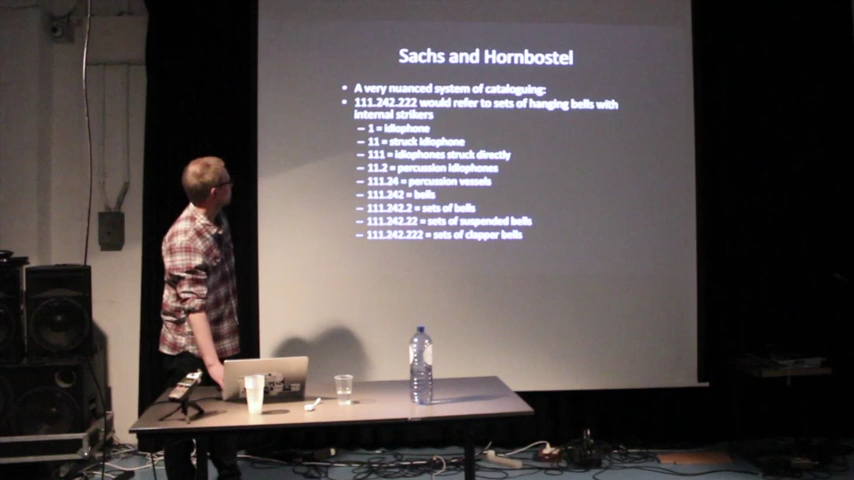 Sachs and Hornbostel
• A very nuanced system of cataloguing:
• 111.242.222 would refer to sets of hanging bells with
internal strikers
– 1 = idiophone
– 11 = struck idiophone
– 111 = idiophones struck directly
– 11.2 = percussion idiophones
– 111.24 = percussion vessels
– 111.242 = bells
– 111.242.2 = sets of bells
– 111.242.22 = sets of suspended bells
– 111.242.222 = sets of clapper bells